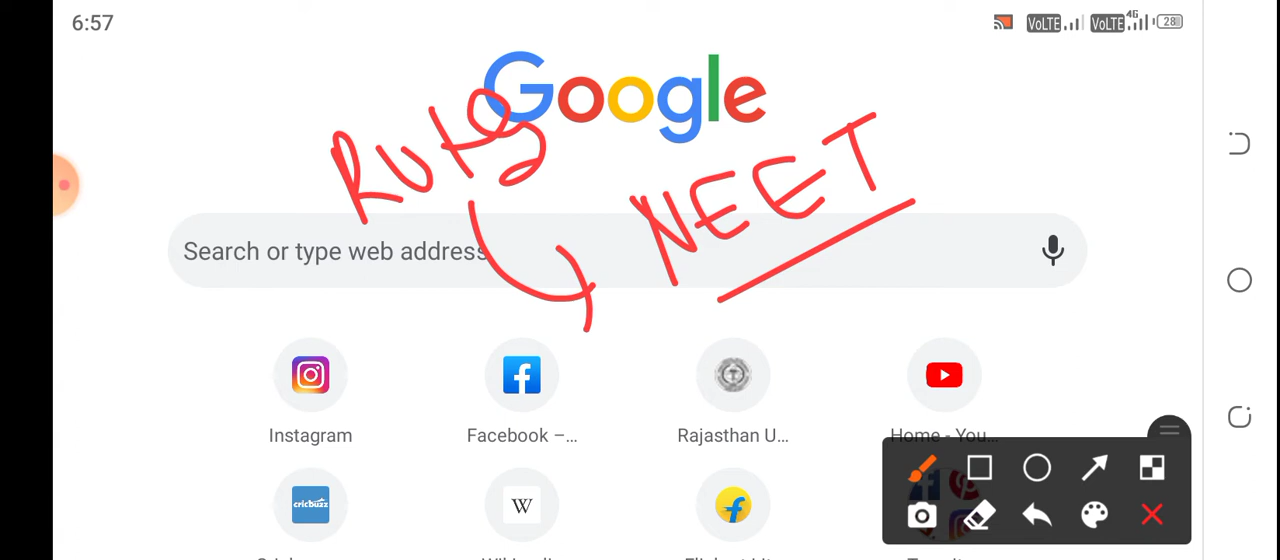 6:57
VoLTE VoLTE 4G 28
Google
RUHS
NEET
Search or type web address
Instagram
Facebook –...
Rajasthan U...
Home - You...
cricbuzz
W